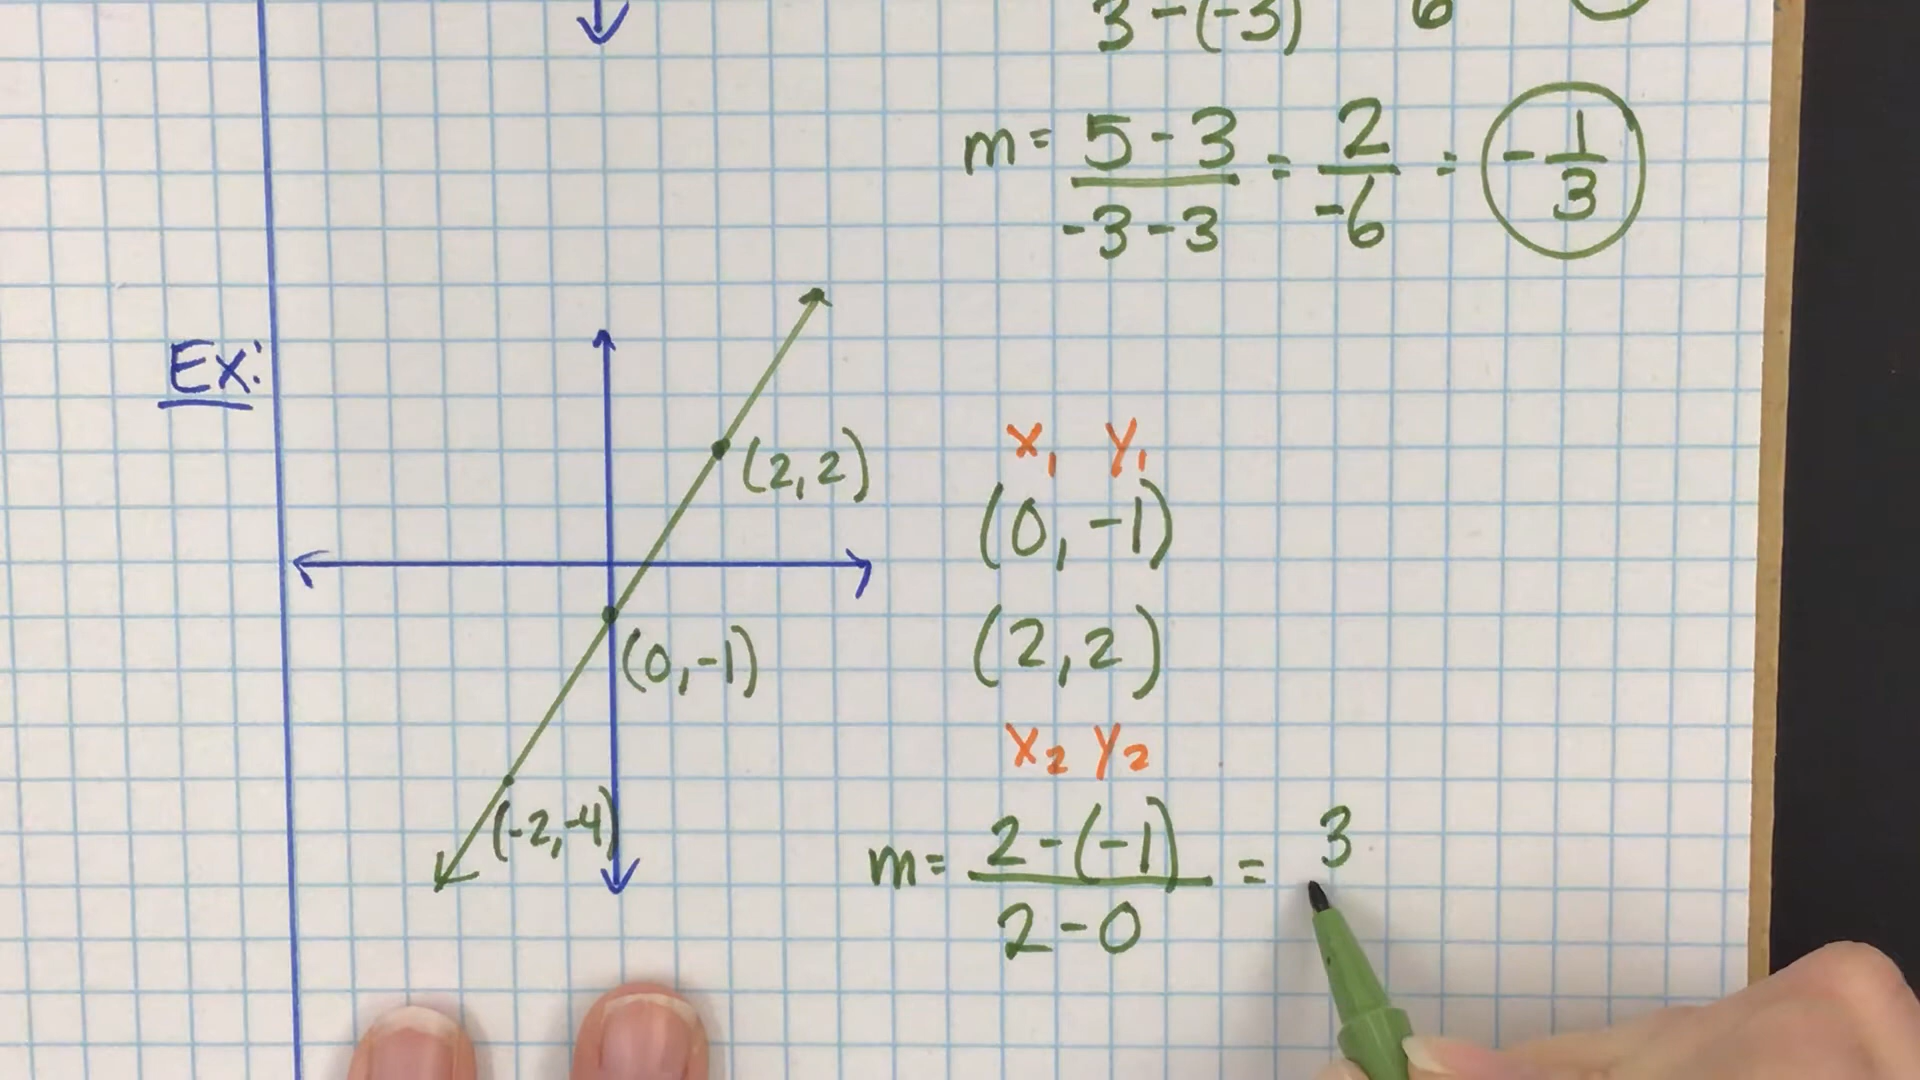 3-(-3) 6
m = 5-3 / -3-3 = 2 / -6 = - 1/3
Ex:
(2,2)
(0,-1)
(-2,-4)
x₁ y₁
(0,-1)
(2,2)
x₂ y₂
m = 2-(-1) / 2-0 = 3